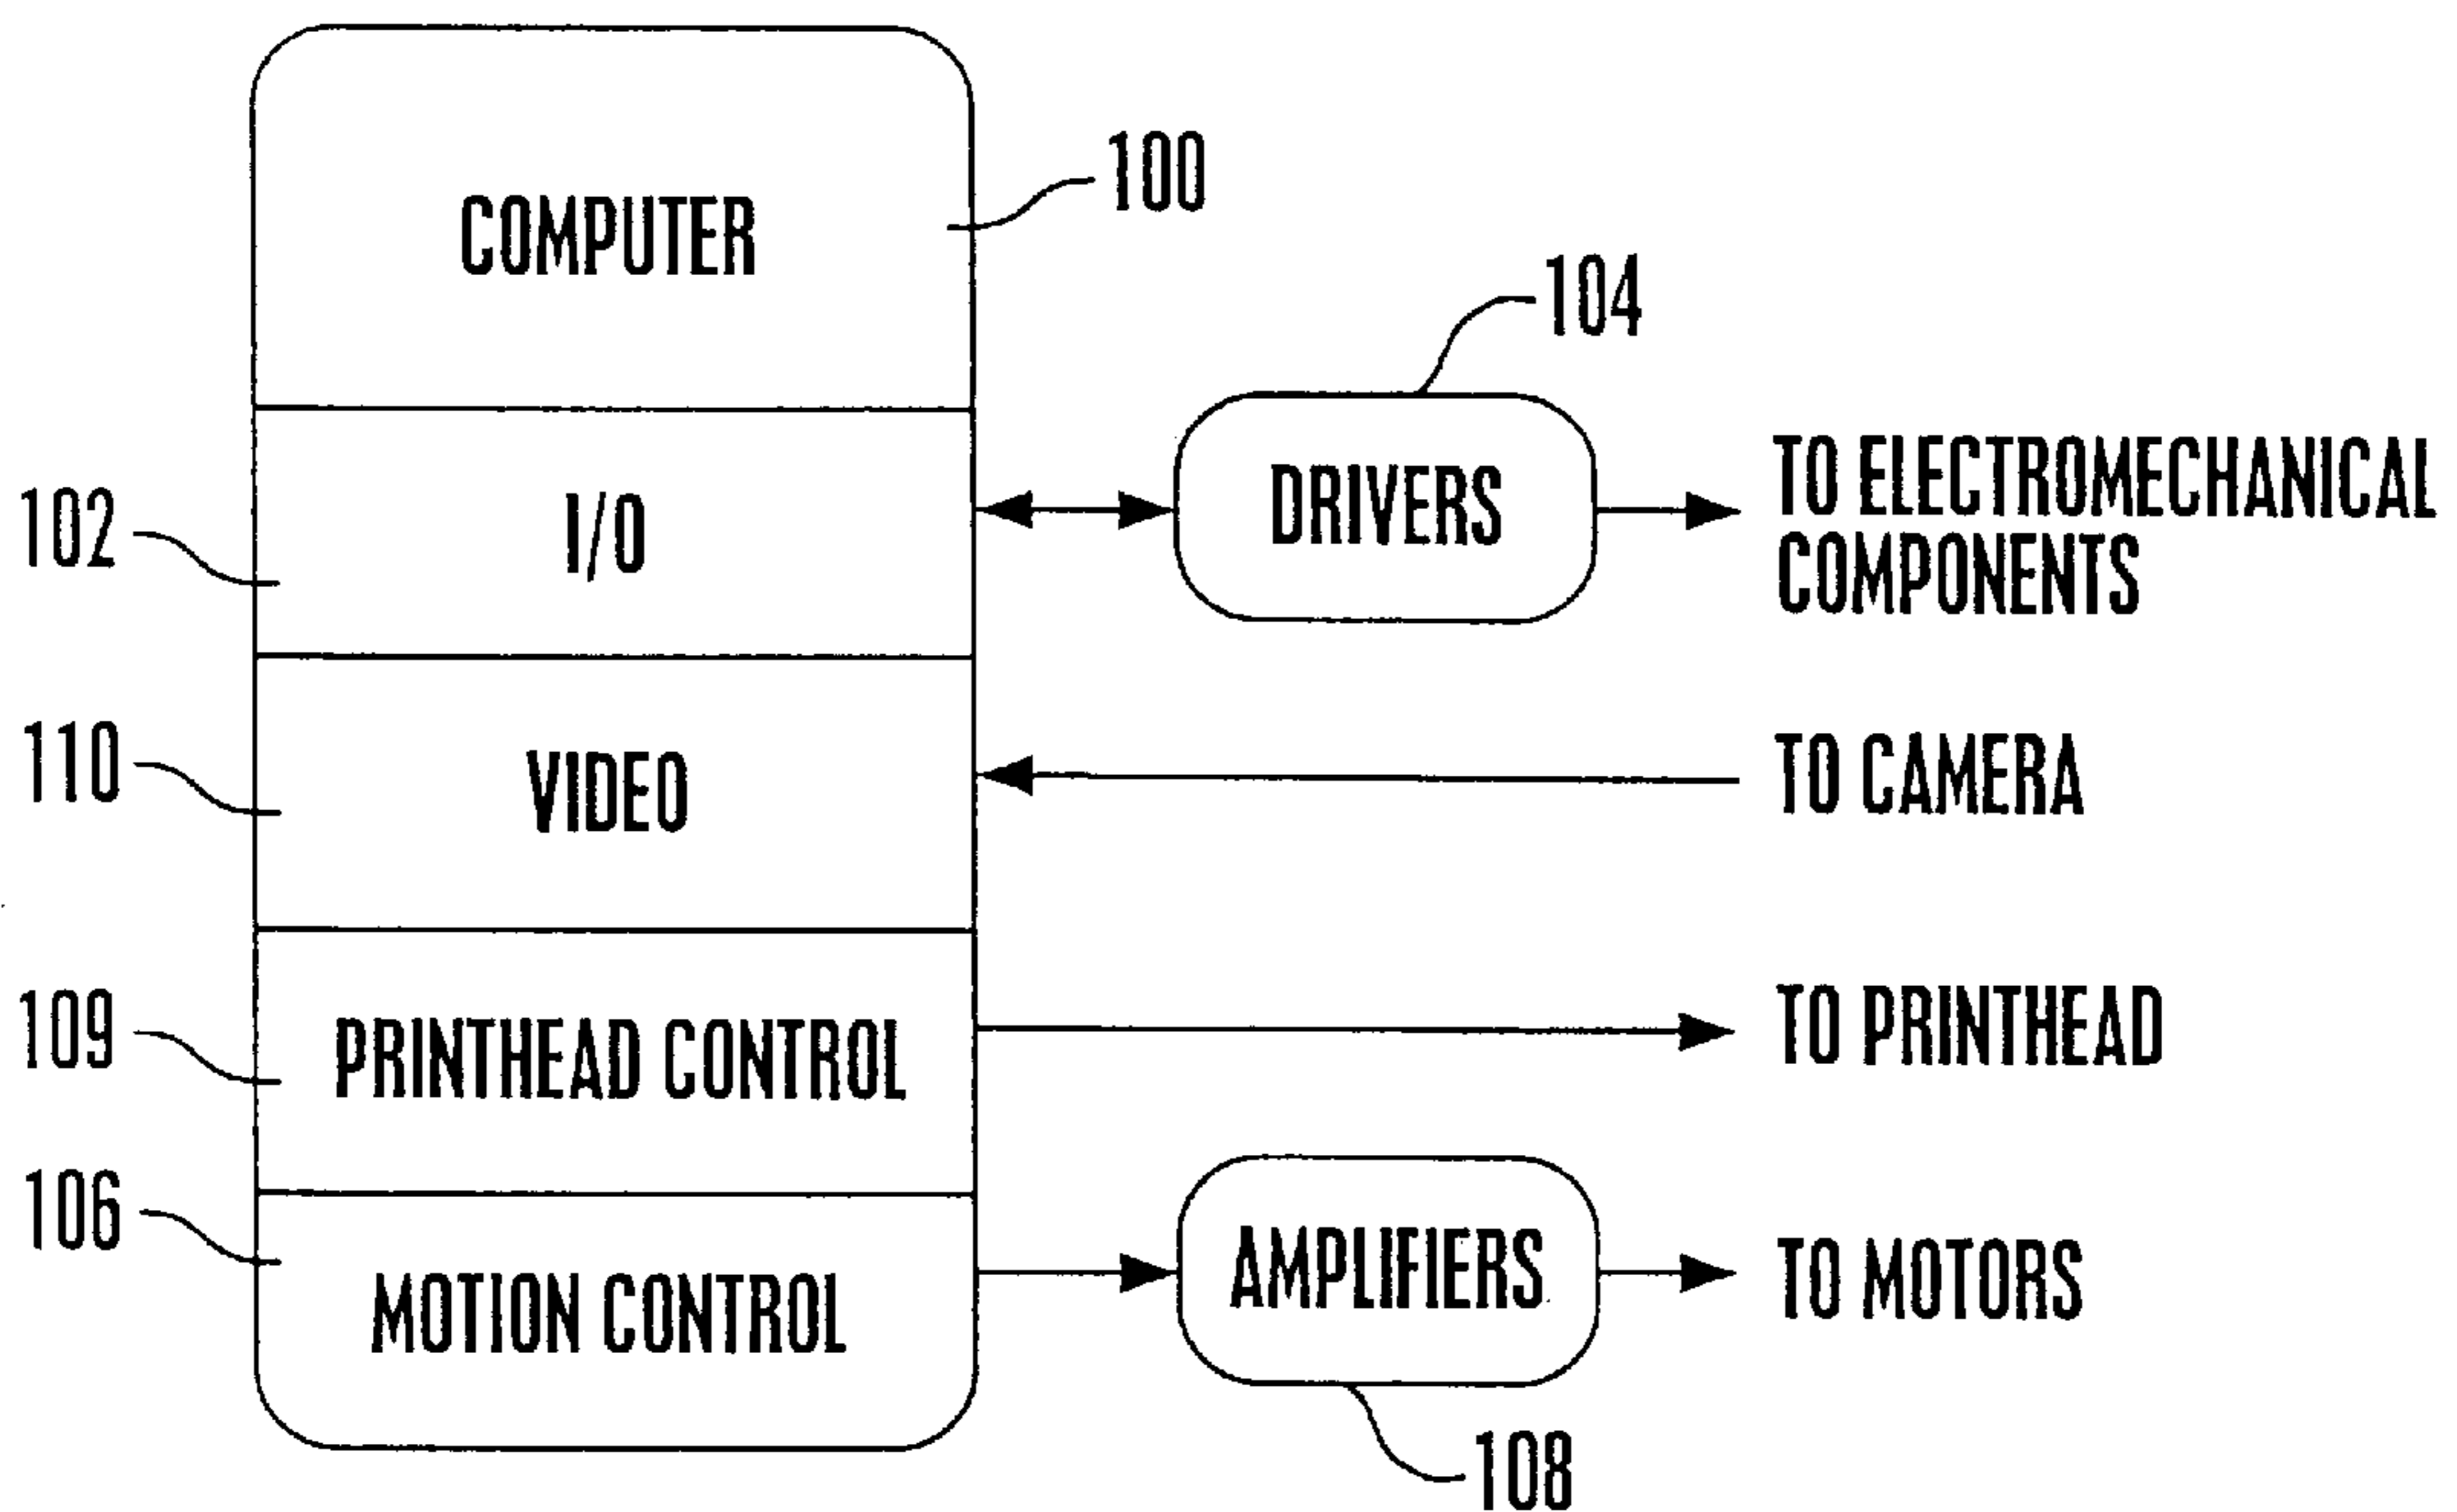 COMPUTER
100
104
I/O
102
DRIVERS
TO ELECTROMECHANICAL
COMPONENTS
110
VIDEO
TO CAMERA
109
PRINTHEAD CONTROL
TO PRINTHEAD
106
MOTION CONTROL
AMPLIFIERS
TO MOTORS
108